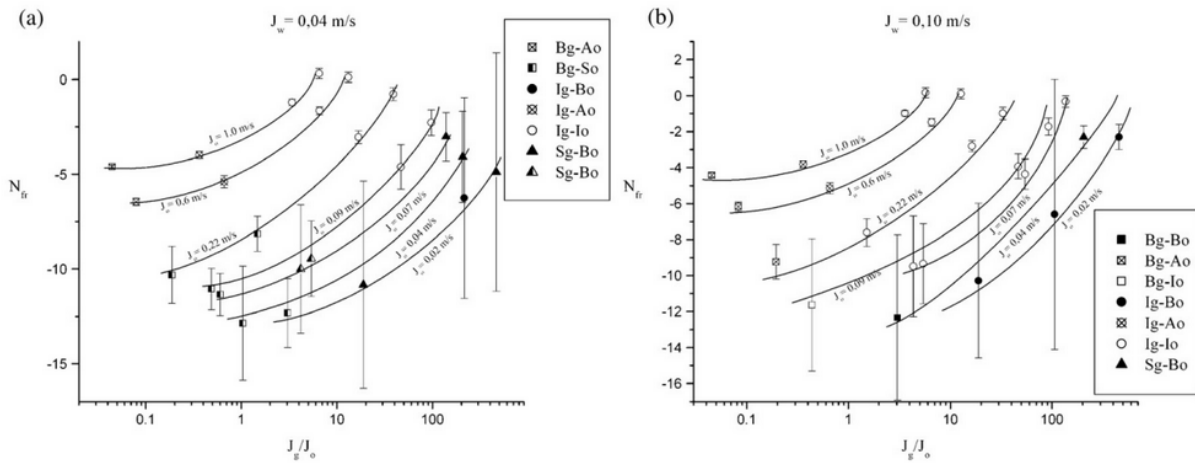 (a)
J_w = 0,04 m/s
N_fr
0
-5
-10
-15
J_o= 1.0 m/s
J_o= 0,6 m/s
J_o= 0,22 m/s
J_o= 0,09 m/s
J_o= 0,07 m/s
J_o= 0,04 m/s
J_o= 0,02 m/s
0.1
1
10
100
J_g/J_o
Bg-Ao
Bg-So
Ig-Bo
Ig-Ao
Ig-Io
Sg-Bo
Sg-Bo
(b)
J_w = 0,10 m/s
N_fr
2
0
-2
-4
-6
-8
-10
-12
-14
-16
J_o= 1,0 m/s
J_o= 0,6 m/s
J_o= 0,22 m/s
J_o= 0,09 m/s
J_o= 0,07 m/s
J_o= 0,04 m/s
J_o= 0,02 m/s
0.1
1
10
100
J_g/J_o
Bg-Bo
Bg-Ao
Bg-Io
Ig-Bo
Ig-Ao
Ig-Io
Sg-Bo